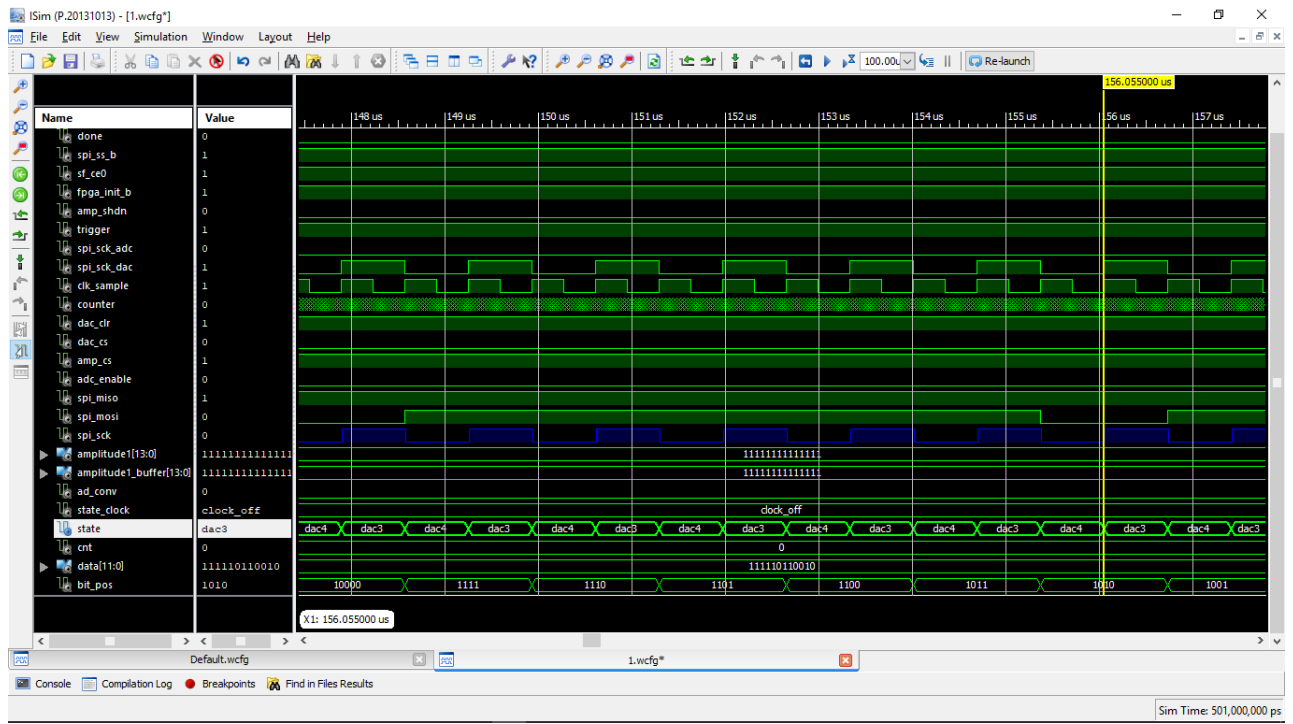 ISim (P.20131013) - [1.wcfg*]
File Edit View Simulation Window Layout Help
100.00u Re-launch
156.055000 us
Name Value
148 us 149 us 150 us 151 us 152 us 153 us 154 us 155 us 156 us 157 us
done 0
spi_ss_b 1
sf_ce0 1
fpga_init_b 1
amp_shdn 0
trigger 1
spi_sck_adc 0
spi_sck_dac 1
clk_sample 1
counter 0
dac_clr 1
dac_cs 0
amp_cs 1
adc_enable 0
spi_miso 1
spi_mosi 0
spi_sck 0
amplitude1[13:0] 11111111111111 11111111111111
amplitude1_buffer[13:0] 11111111111111 11111111111111
ad_conv 0
state_clock clock_off clock_off
state dac3 dac4 dac3 dac4 dac3 dac4 dac3 dac4 dac3 dac4 dac3 dac4 dac3 dac4 dac3 dac4 dac3
cnt 0 0
data[11:0] 111110110010 111110110010
bit_pos 1010 10000 1111 1110 1101 1100 1011 1010 1001
X1: 156.055000 us
Default.wcfg 1.wcfg*
Console Compilation Log Breakpoints Find in Files Results
Sim Time: 501,000,000 ps